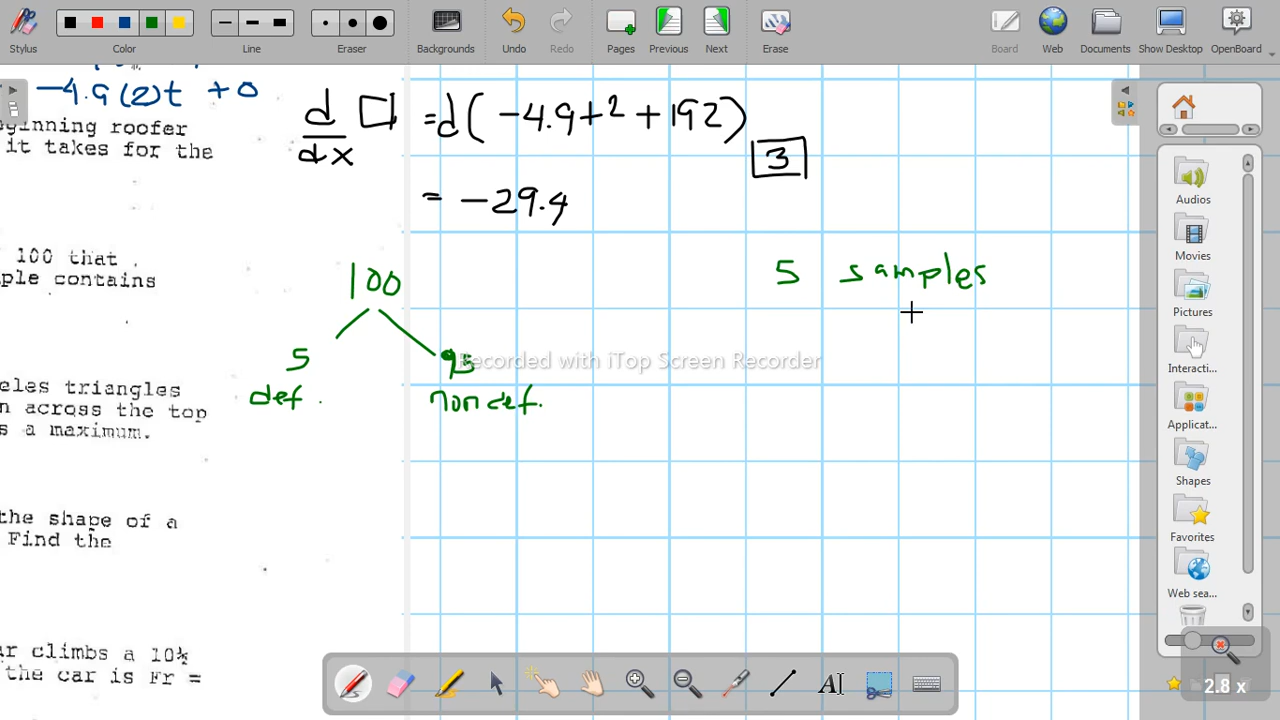 Stylus Color Line Eraser Backgrounds Undo Redo Pages Previous Next Erase Board Web Documents Show Desktop OpenBoard
-4.9(2)t +0
ginning roofer
it takes for the
d/dx □ = d(-4.9t² + 192)
3
= -29.4
100 that
ple contains
100
5 samples
5 95
def. non def.
Recorded with iTop Screen Recorder
eles triangles
n across the top
s a maximum.
the shape of a
Find the
ar climbs a 10%
the car is Fr =
Audios
Movies
Pictures
Interacti...
Applicat...
Shapes
Favorites
Web sea...
2.8 x